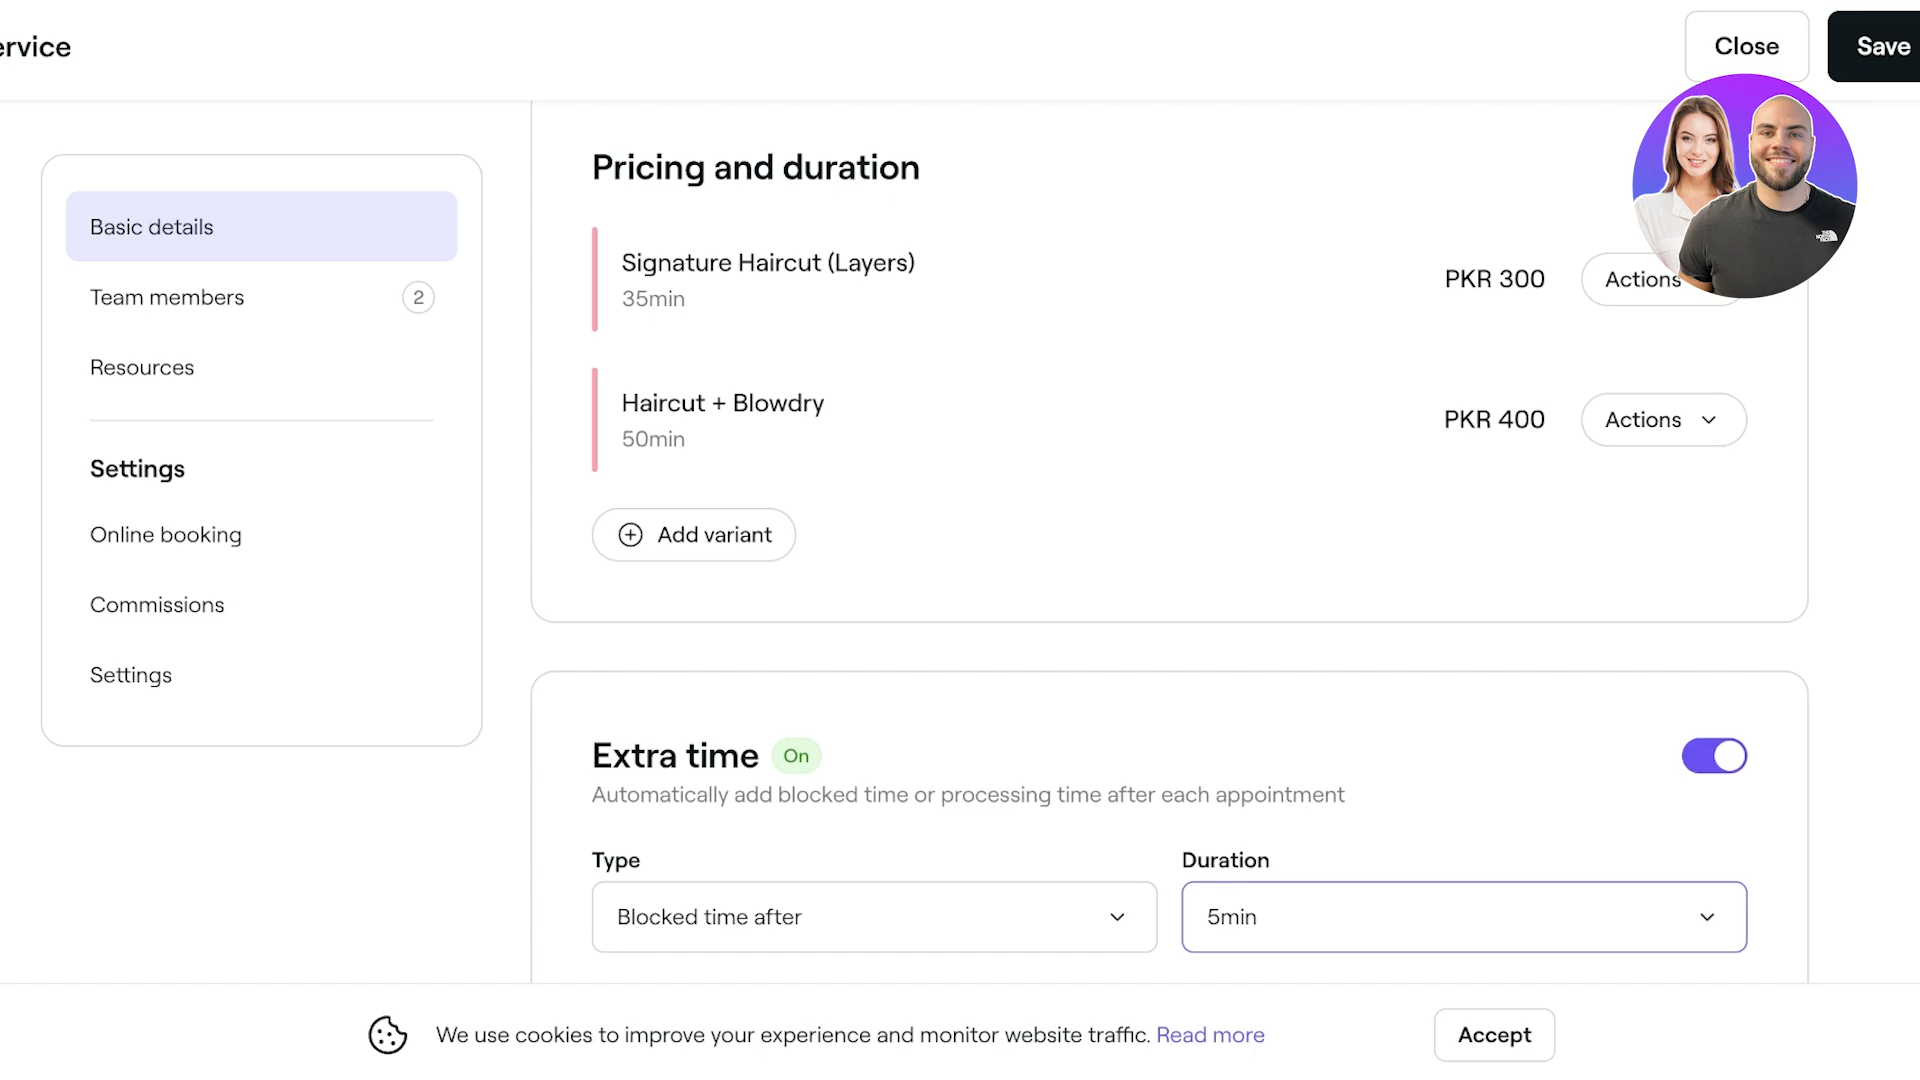 ervice
Close
Save
Basic details
Team members
2
Resources
Settings
Online booking
Commissions
Settings
Pricing and duration
Signature Haircut (Layers)
35min
PKR 300
Actions
Haircut + Blowdry
50min
PKR 400
Actions
Add variant
Extra time
On
Automatically add blocked time or processing time after each appointment
Type
Duration
Blocked time after
5min
We use cookies to improve your experience and monitor website traffic. Read more
Accept